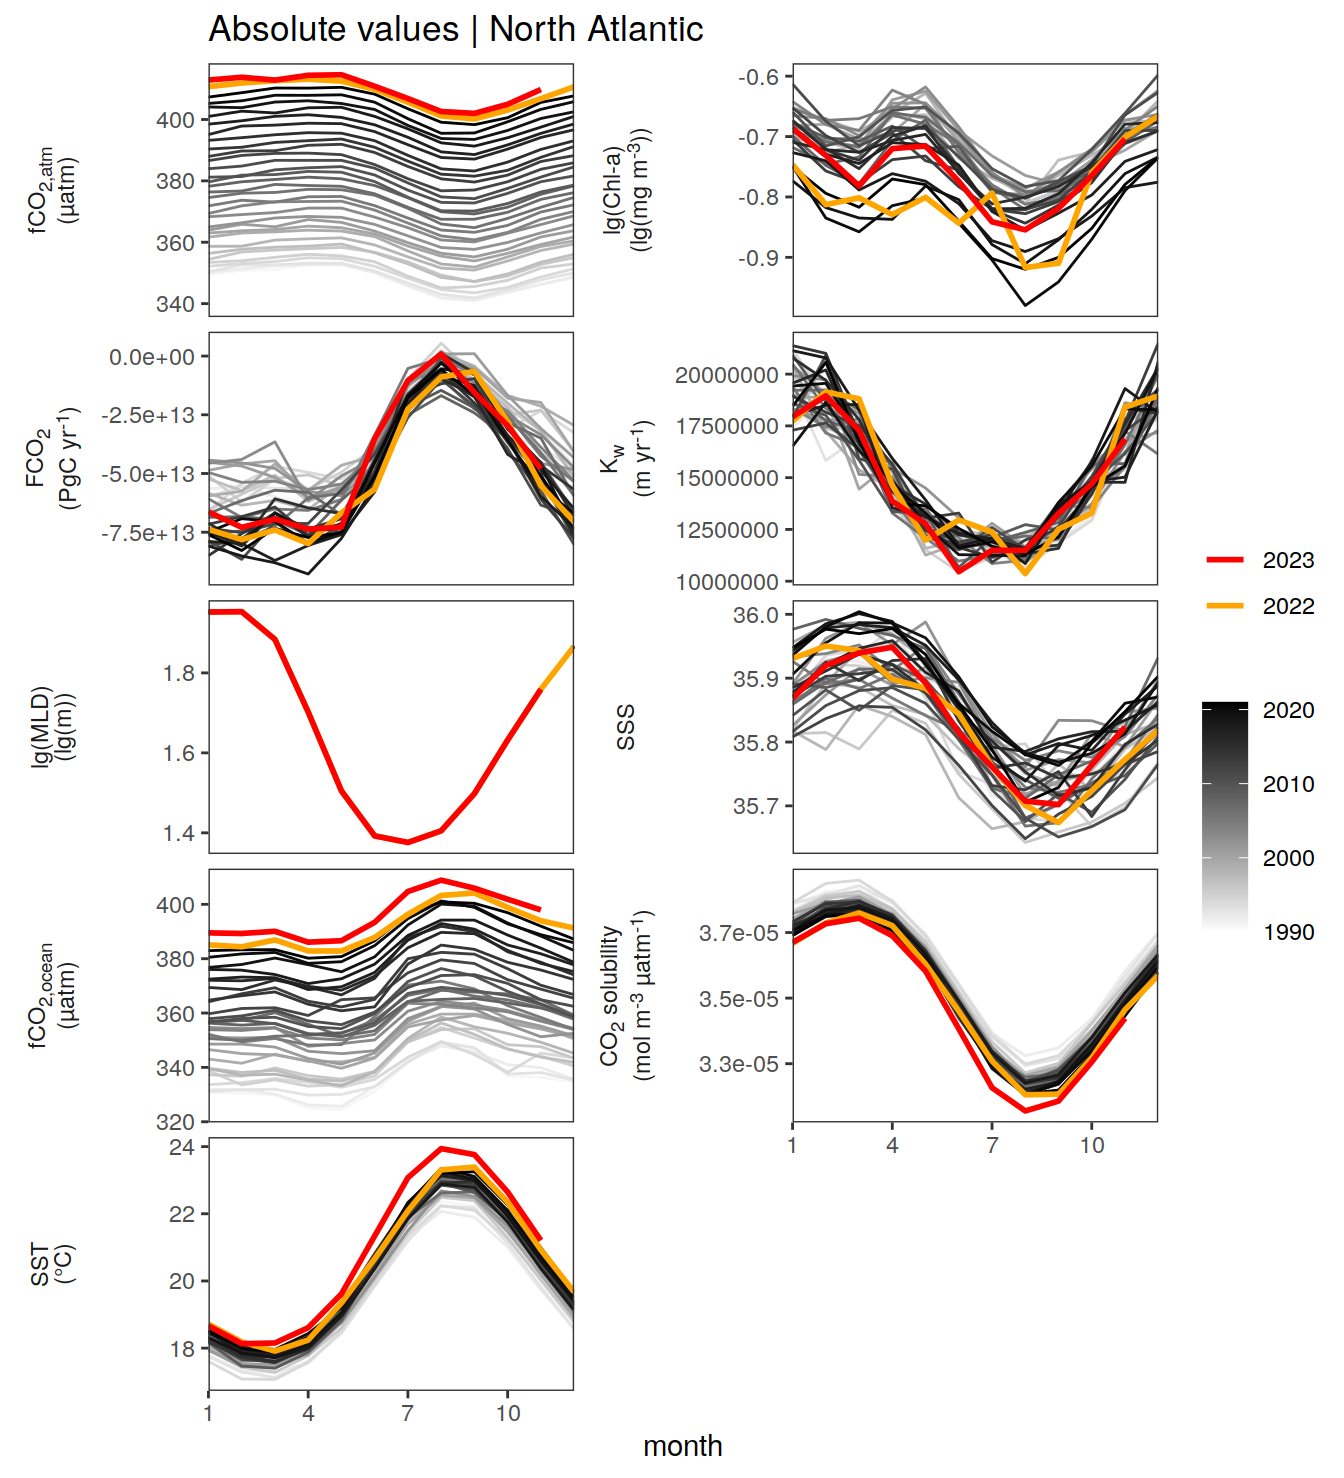 Absolute values | North Atlantic
fCO2,atm
(µatm)
400
380
360
340
lg(Chl-a)
(lg(mg m-3))
-0.6
-0.7
-0.8
-0.9
FCO2
(PgC yr-1)
0.0e+00
-2.5e+13
-5.0e+13
-7.5e+13
Kw
(m yr-1)
20000000
17500000
15000000
12500000
10000000
lg(MLD)
(lg(m))
1.8
1.6
1.4
SSS
36.0
35.9
35.8
35.7
fCO2,ocean
(µatm)
400
380
360
340
320
CO2 solubility
(mol m-3 µatm-1)
3.7e-05
3.5e-05
3.3e-05
1 4 7 10
SST
(°C)
24
22
20
18
1 4 7 10
month
2023
2022
2020
2010
2000
1990